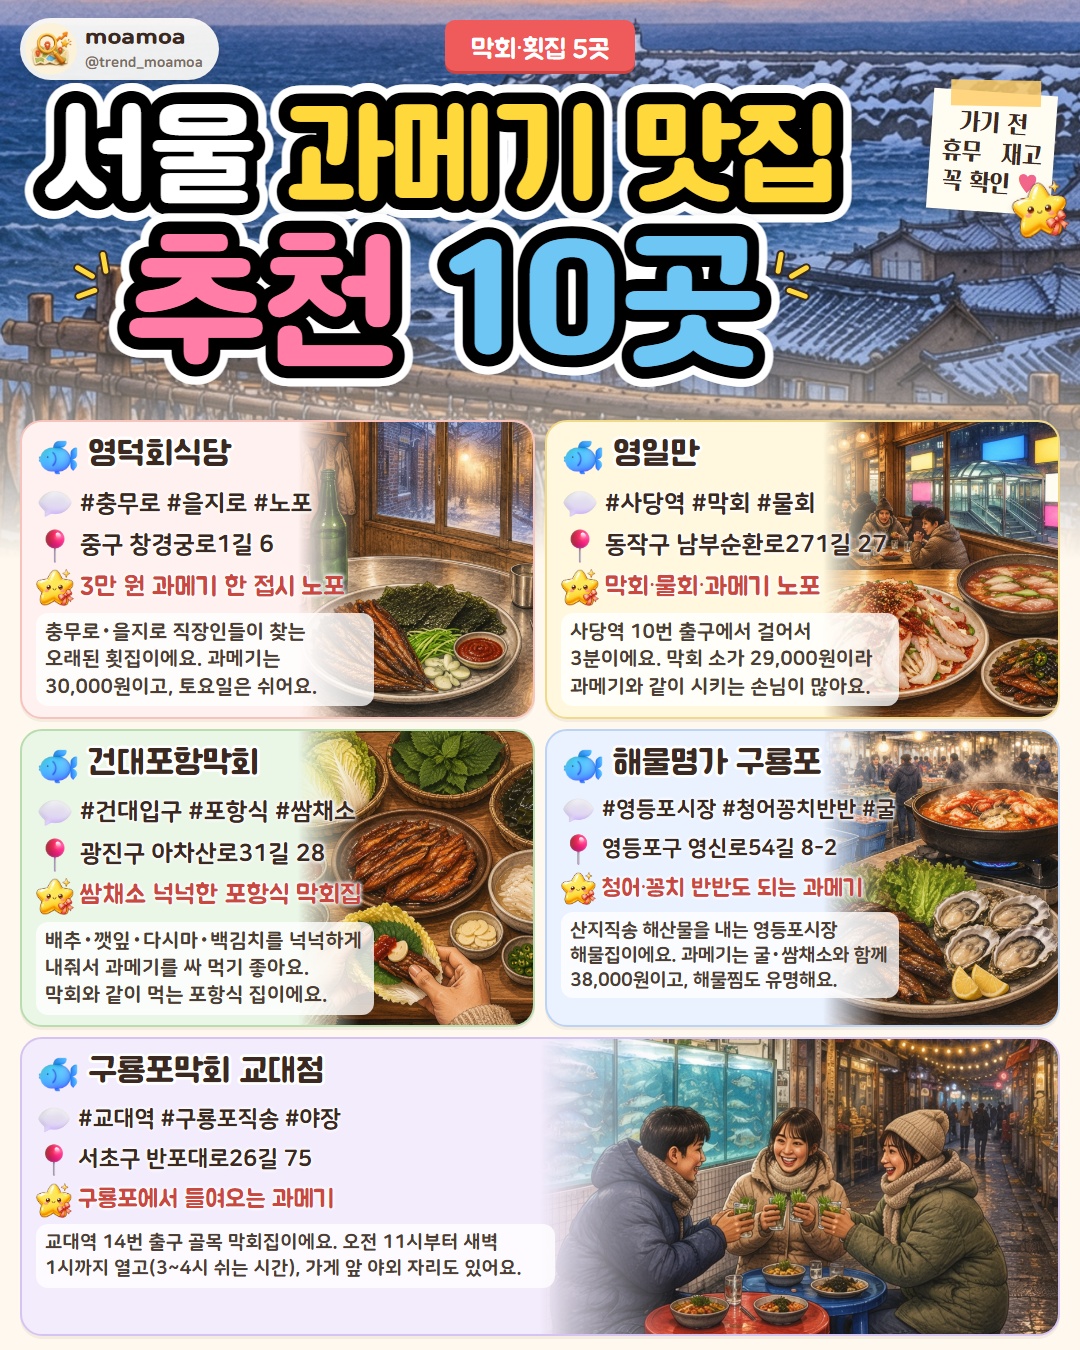 moamoa
@trend_moamoa
막회·횟집 5곳
서울 과메기 맛집
추천 10곳
가기 전
휴무 재고
꼭 확인
영덕회식당
#충무로 #을지로 #노포
중구 창경궁로1길 6
3만 원 과메기 한 접시 노포
충무로·을지로 직장인들이 찾는
오래된 횟집이에요. 과메기는
30,000원이고, 토요일은 쉬어요.
영일만
#사당역 #막회 #물회
동작구 남부순환로271길 27
막회·물회·과메기 노포
사당역 10번 출구에서 걸어서
3분이에요. 막회 소가 29,000원이라
과메기와 같이 시키는 손님이 많아요.
건대포항막회
#건대입구 #포항식 #쌈채소
광진구 아차산로31길 28
쌈채소 넉넉한 포항식 막회집
배추·깻잎·다시마·백김치를 넉넉하게
내줘서 과메기를 싸 먹기 좋아요.
막회와 같이 먹는 포항식 집이에요.
해물명가 구룡포
#영등포시장 #청어꽁치반반 #굴
영등포구 영신로54길 8-2
청어·꽁치 반반도 되는 과메기
산지직송 해산물을 내는 영등포시장
해물집이에요. 과메기는 굴·쌈채소와 함께
38,000원이고, 해물찜도 유명해요.
구룡포막회 교대점
#교대역 #구룡포직송 #야장
서초구 반포대로26길 75
구룡포에서 들여오는 과메기
교대역 14번 출구 골목 막회집이에요. 오전 11시부터 새벽
1시까지 열고(3~4시 쉬는 시간), 가게 앞 야외 자리도 있어요.